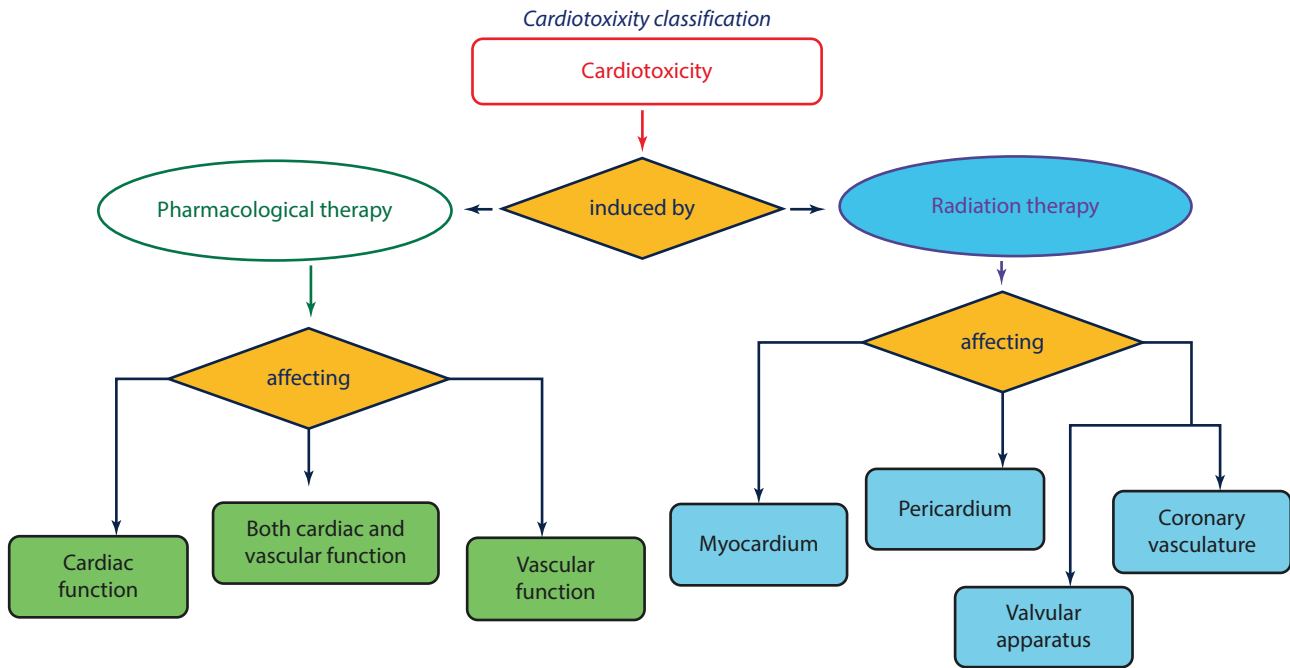 Cardiotoxixity classification
Cardiotoxicity
induced by
Pharmacological therapy
Radiation therapy
affecting
affecting
Cardiac
function
Both cardiac and
vascular function
Vascular
function
Myocardium
Pericardium
Valvular
apparatus
Coronary
vasculature